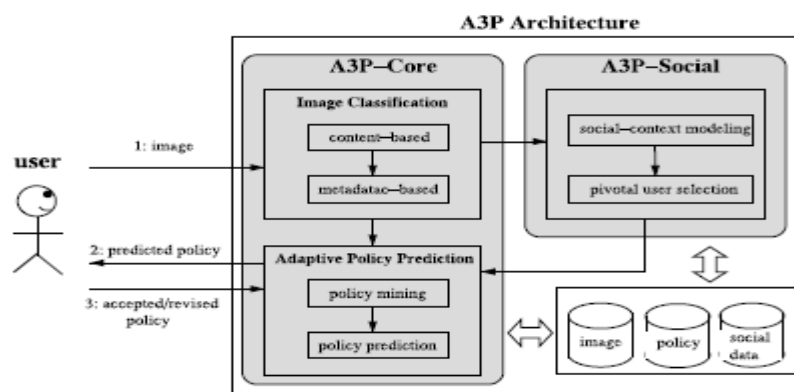 A3P Architecture
A3P–Core
A3P–Social
Image Classification
content–based
metadatac–based
social–context modeling
pivotal user selection
user
1: image
2: predicted policy
3: accepted/revised
policy
Adaptive Policy Prediction
policy mining
policy prediction
image
policy
social
data